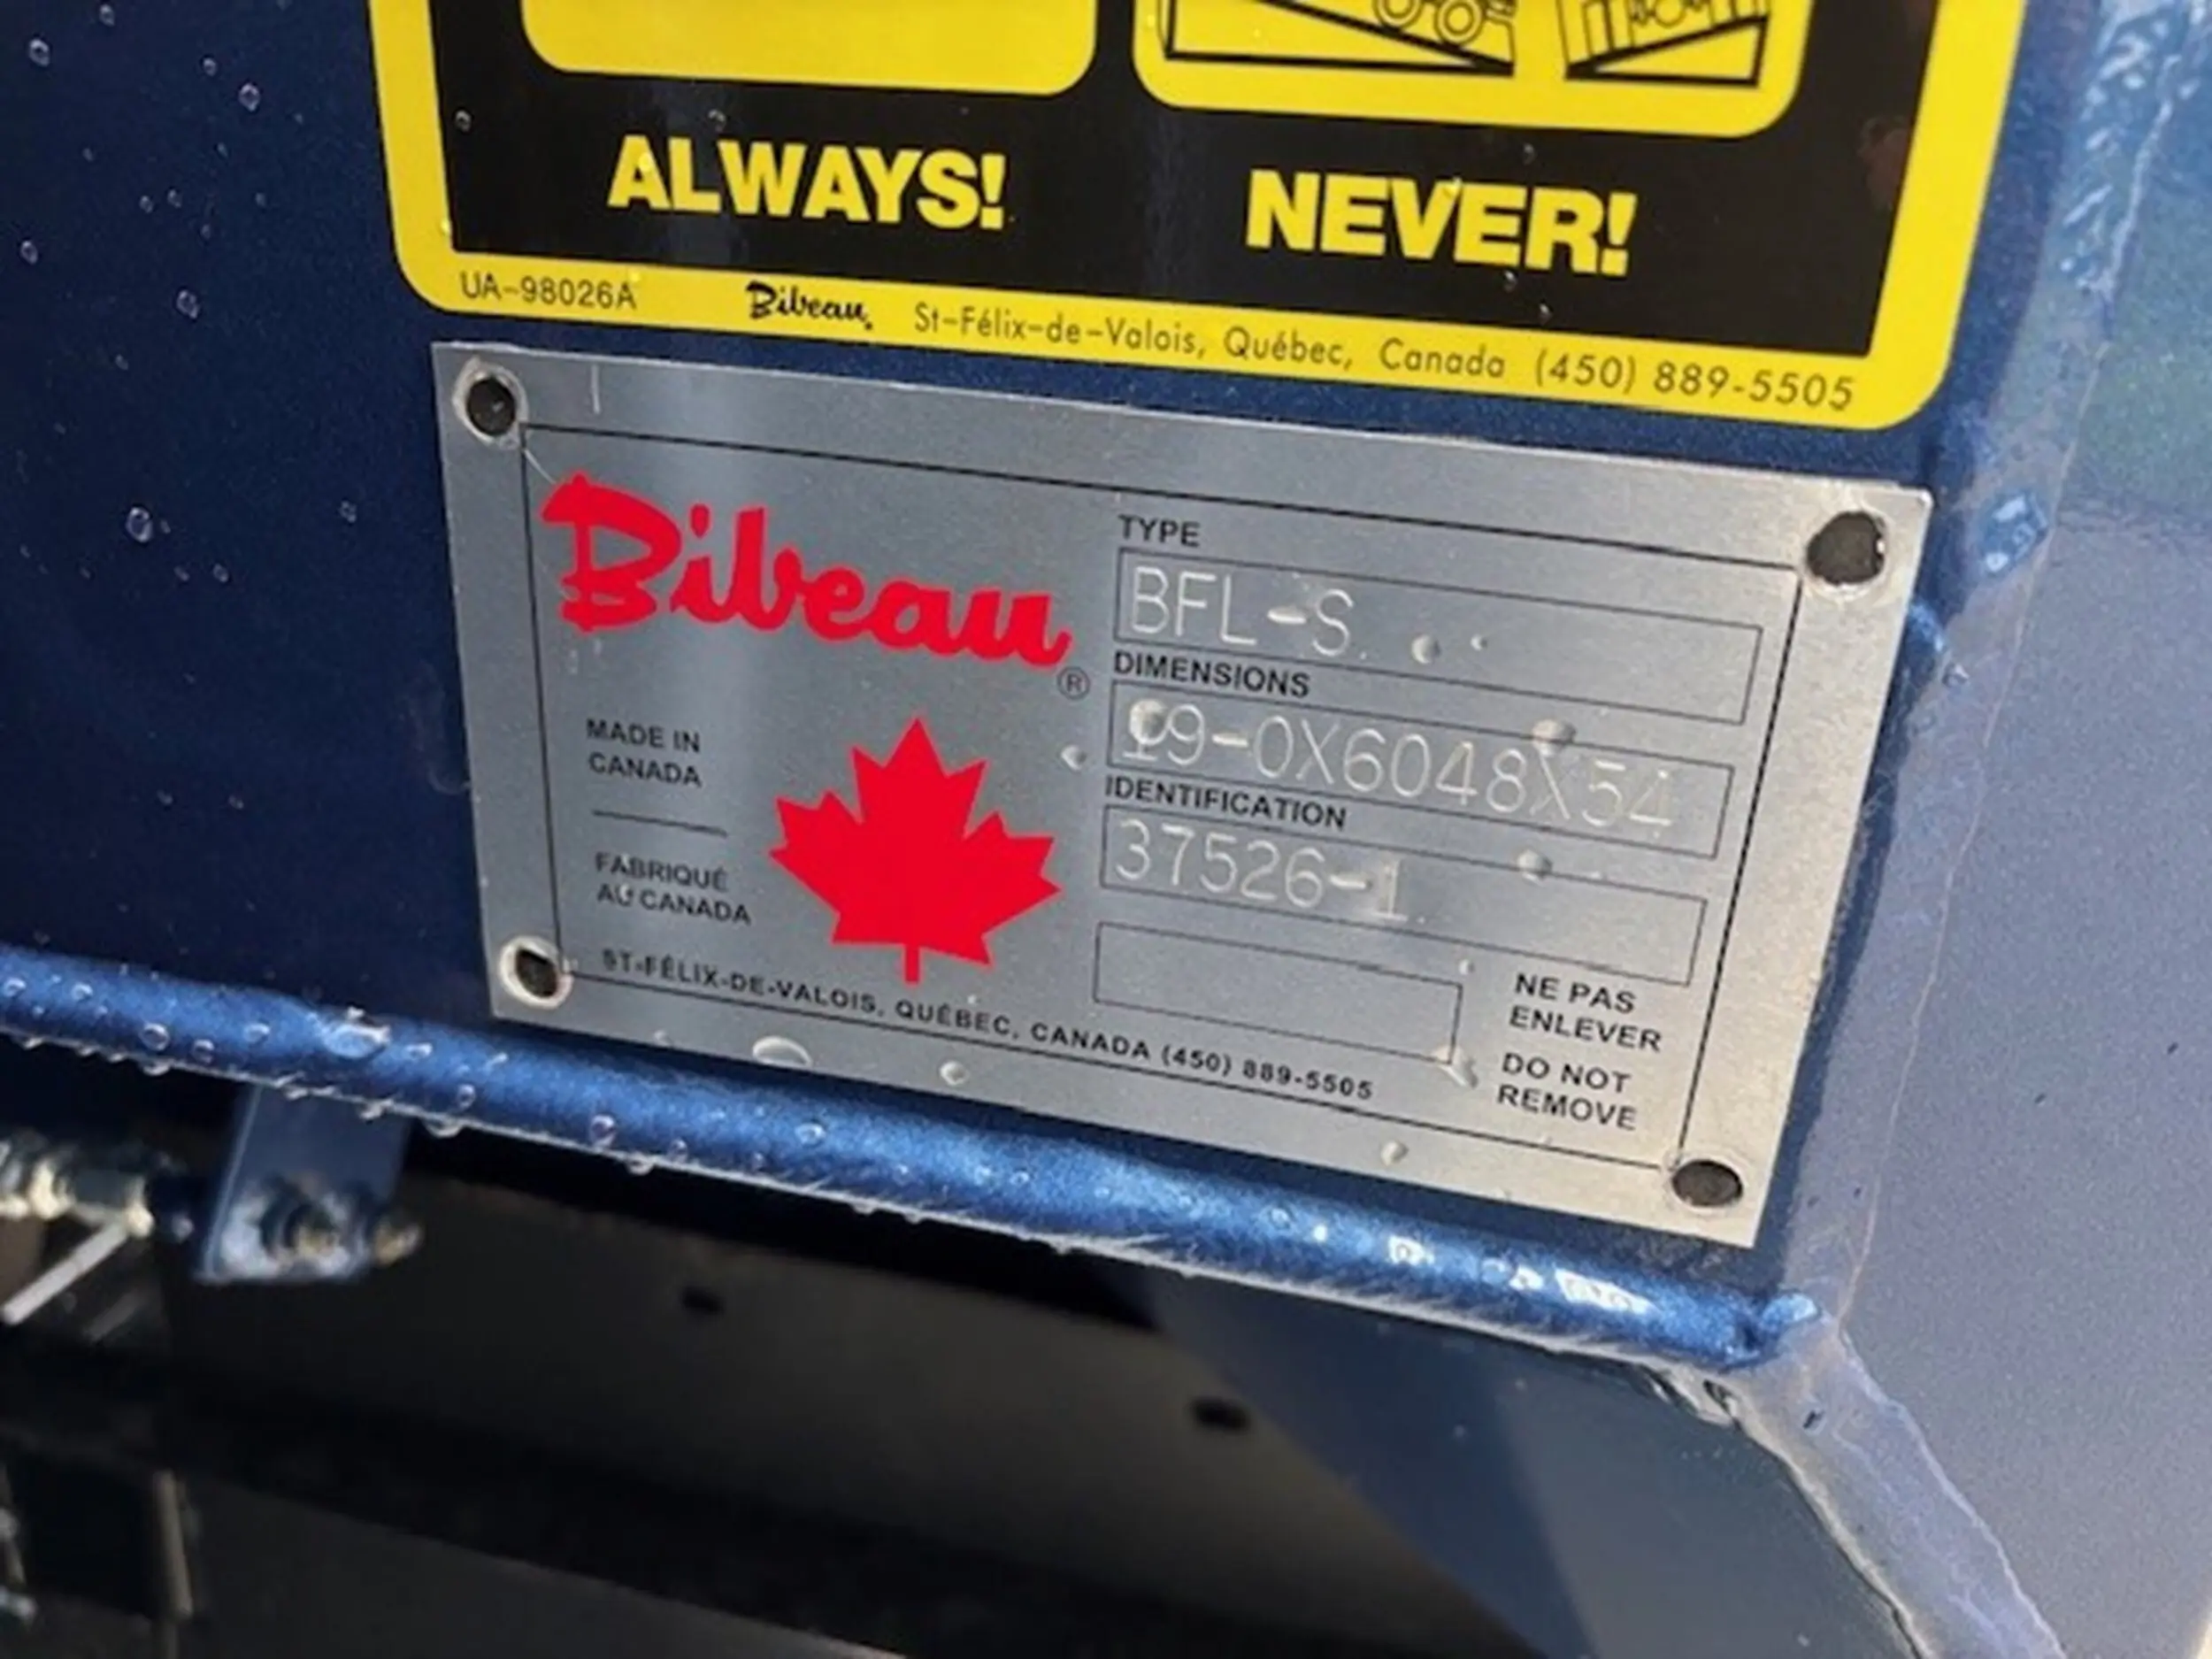 ALWAYS!
NEVER!
UA-98026A Bibeau. St-Félix-de-Valois, Québec, Canada (450) 889-5505
Bibeau®
TYPE
BFL-S
DIMENSIONS
19-0X6048X54
IDENTIFICATION
37526-1
MADE IN
CANADA
FABRIQUÉ
AU CANADA
ST-FÉLIX-DE-VALOIS, QUÉBEC, CANADA (450) 889-5505
NE PAS
ENLEVER
DO NOT
REMOVE